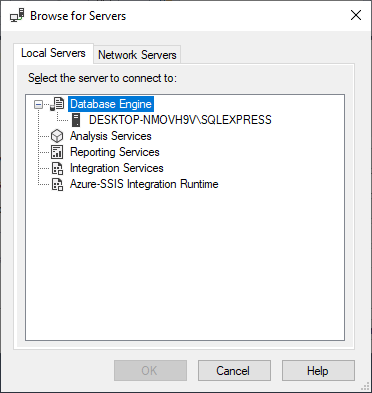 Browse for Servers
Local Servers
Network Servers
Select the server to connect to:
Database Engine
DESKTOP-NMOVH9V\SQLEXPRESS
Analysis Services
Reporting Services
Integration Services
Azure-SSIS Integration Runtime
OK
Cancel
Help